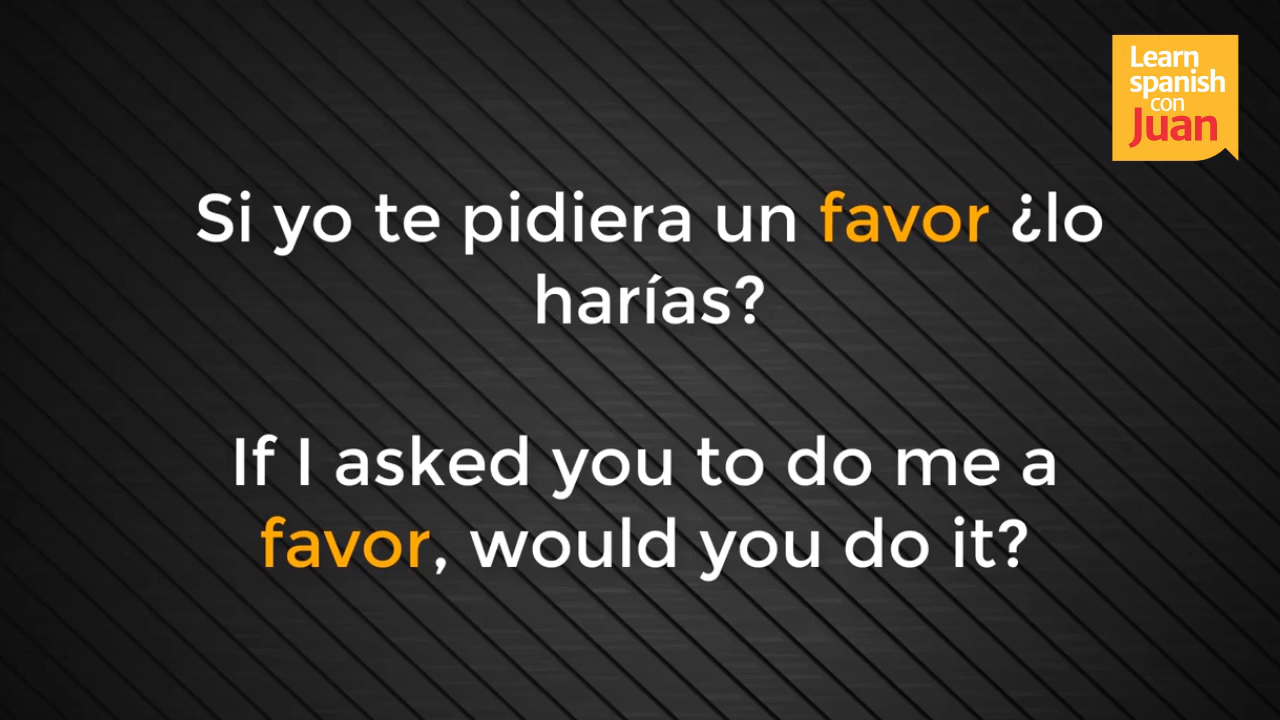 Learn
spanish
con
Juan
Si yo te pidiera un favor ¿lo
harías?
If I asked you to do me a
favor, would you do it?